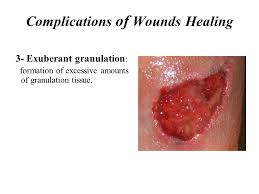 Complications of Wounds Healing
3- Exuberant granulation:
formation of excessive amounts
of granulation tissue.